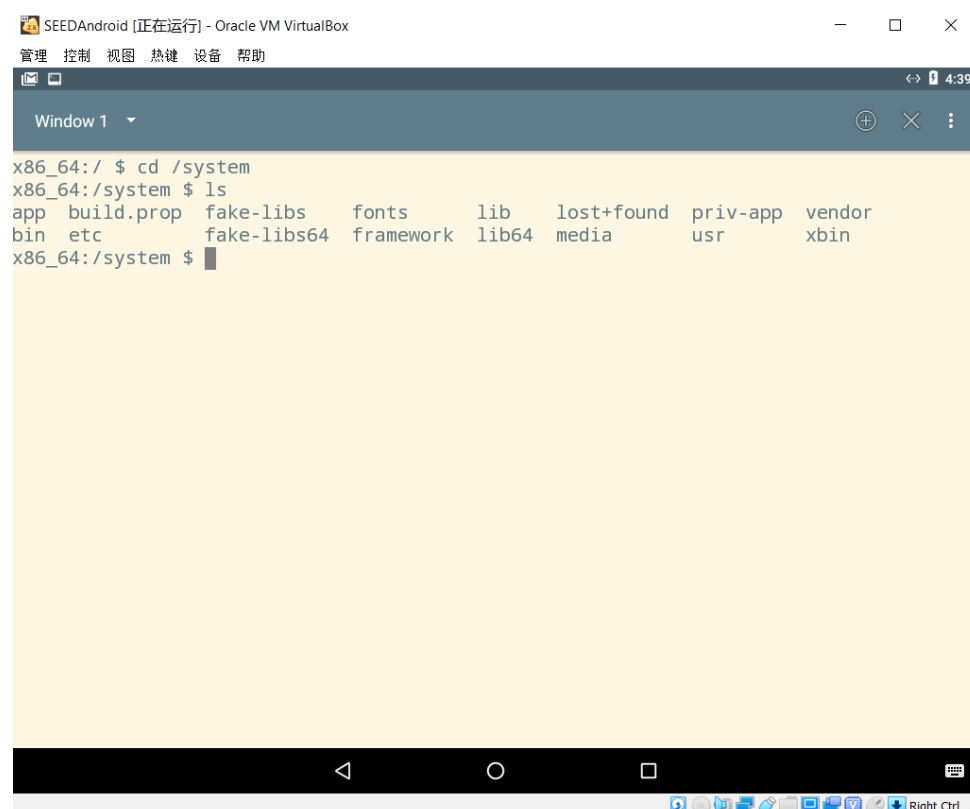 SEEDAndroid [正在运行] - Oracle VM VirtualBox
管理 控制 视图 热键 设备 帮助
4:39
Window 1
x86_64:/ $ cd /system
x86_64:/system $ ls
app build.prop fake-libs fonts lib lost+found priv-app vendor
bin etc fake-libs64 framework lib64 media usr xbin
x86_64:/system $
Right Ctrl